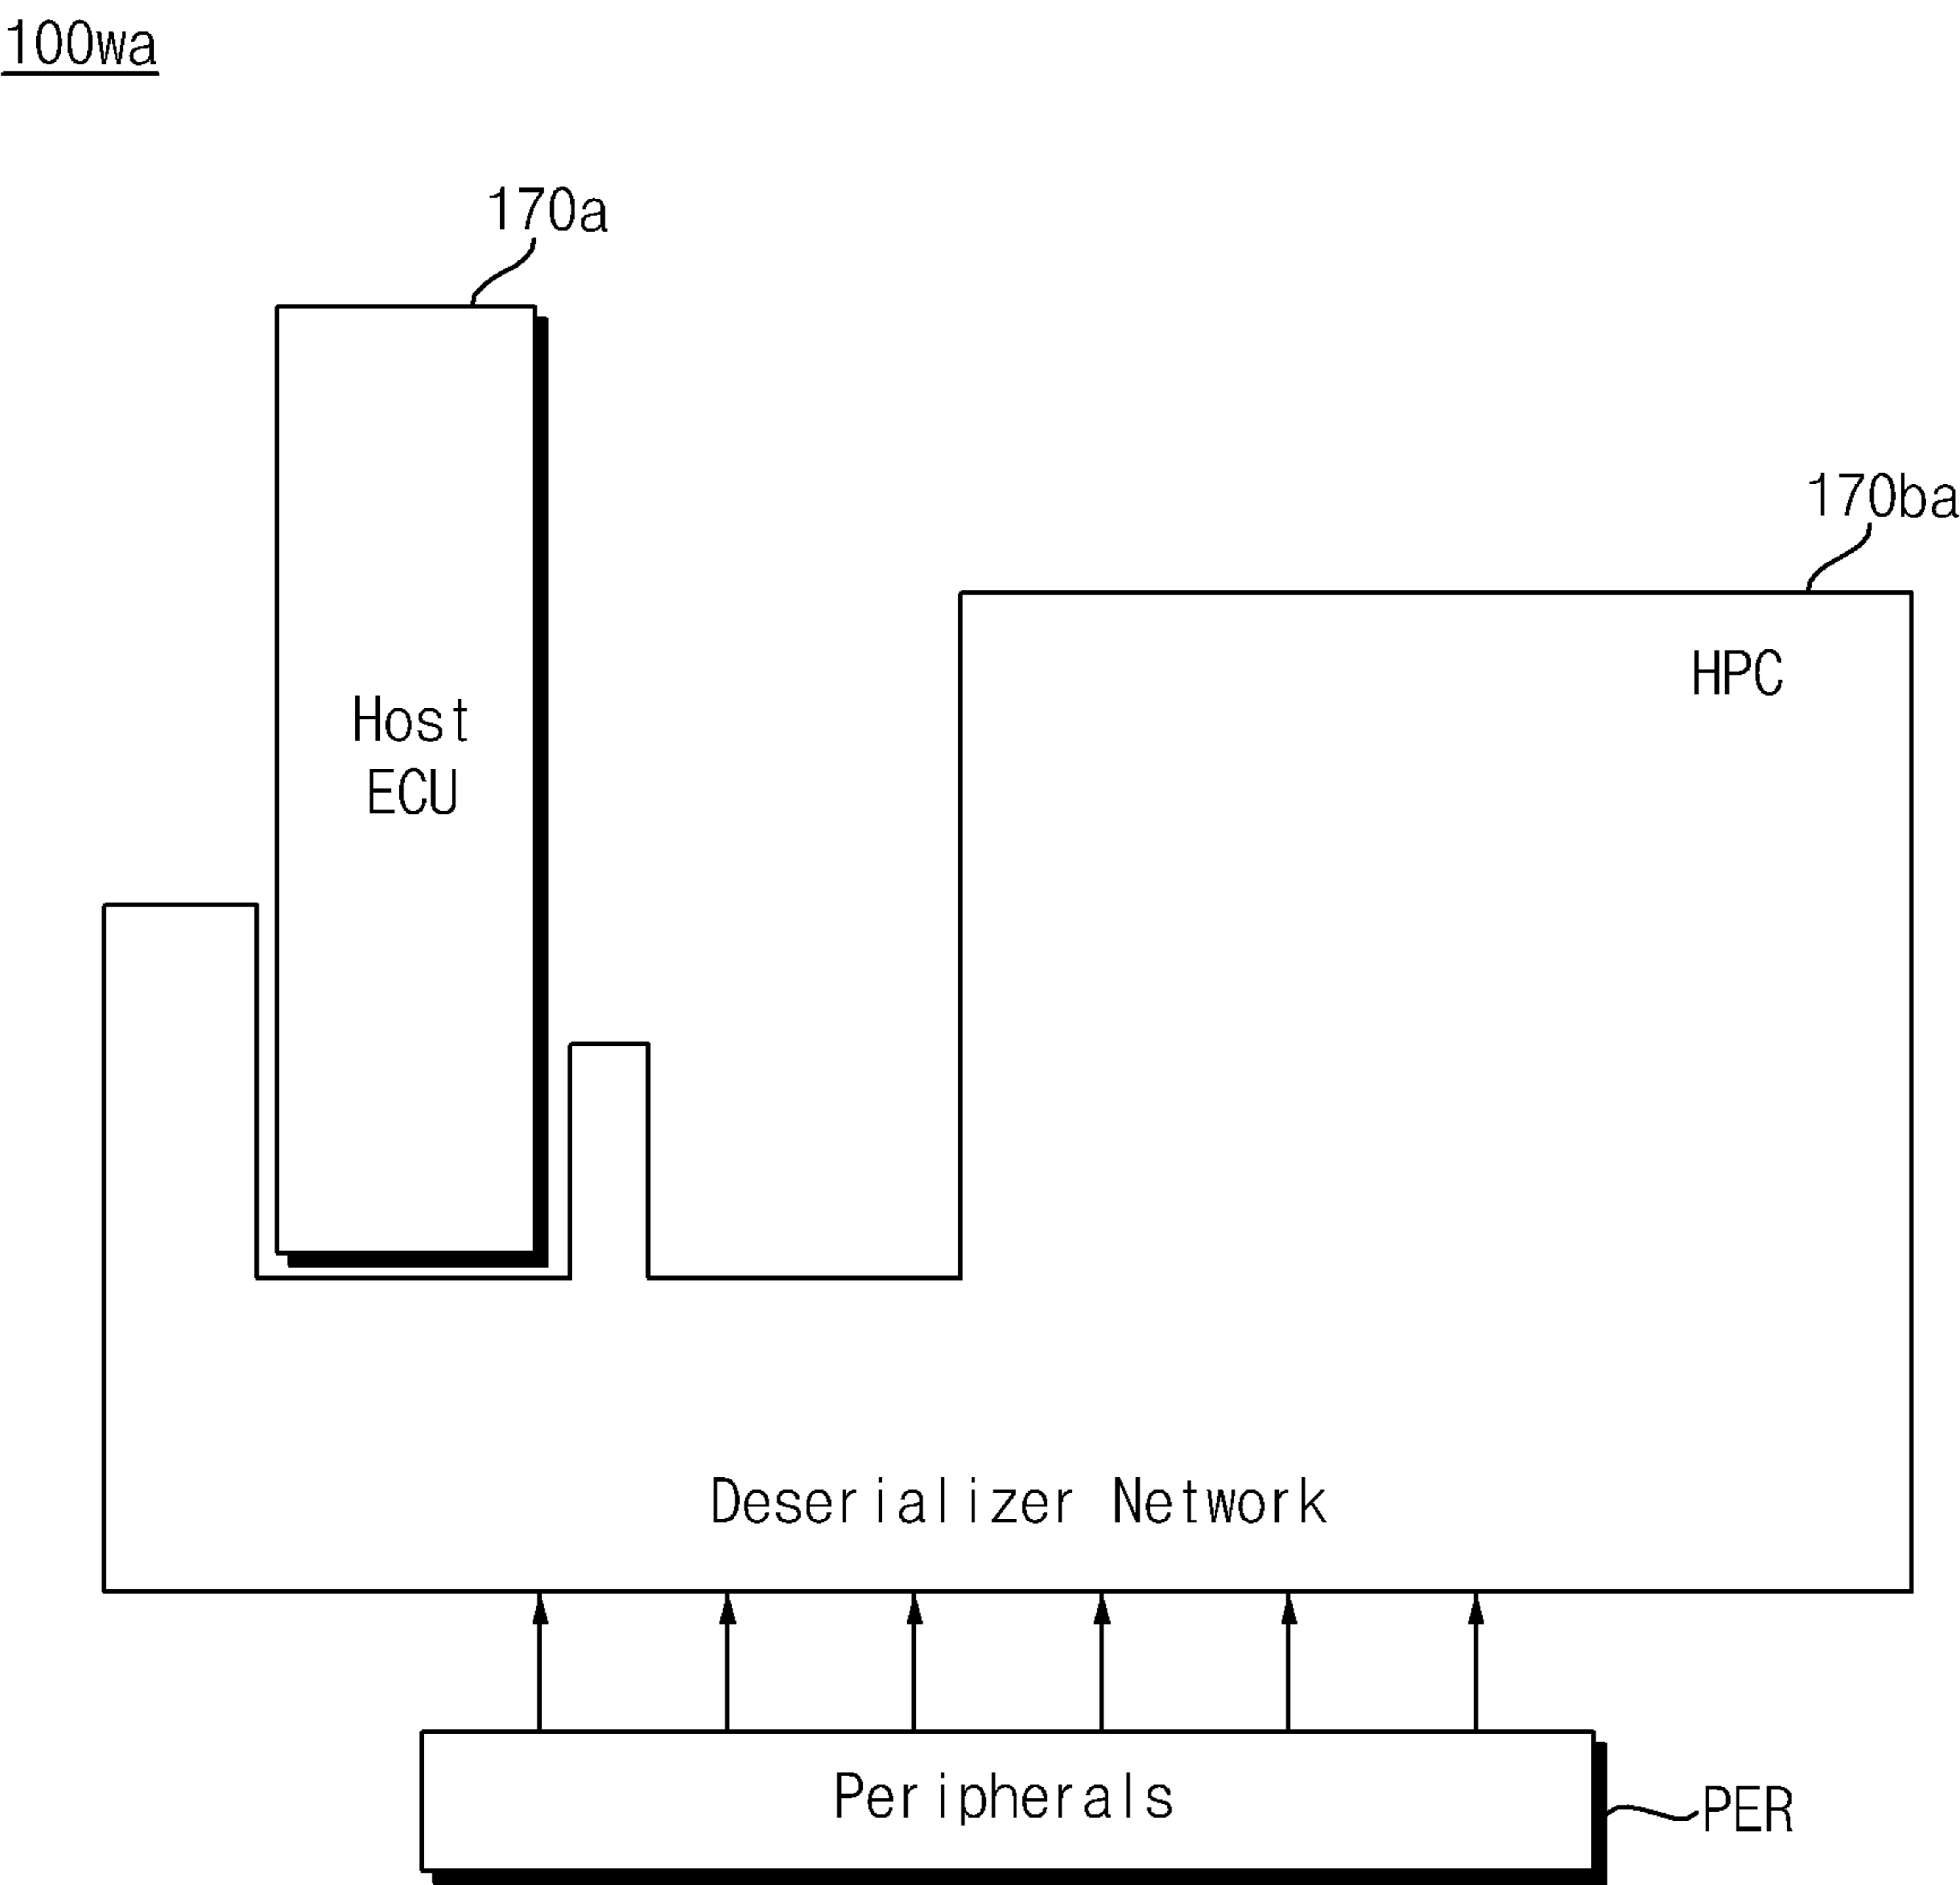 100wa
170a
170ba
HPC
Host
ECU
Deserializer Network
Peripherals
PER